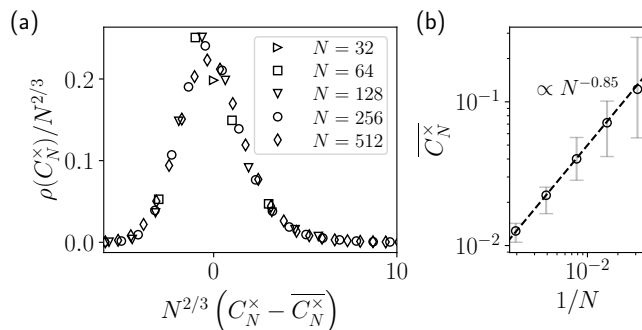 (a)
ρ(C_N^×)/N^{2/3}
0.2
0.1
0.0
0
10
N^{2/3} (C_N^× − \overline{C_N^×})
N = 32
N = 64
N = 128
N = 256
N = 512
(b)
\overline{C_N^×}
10^{−1}
10^{−2}
∝ N^{−0.85}
10^{−2}
1/N